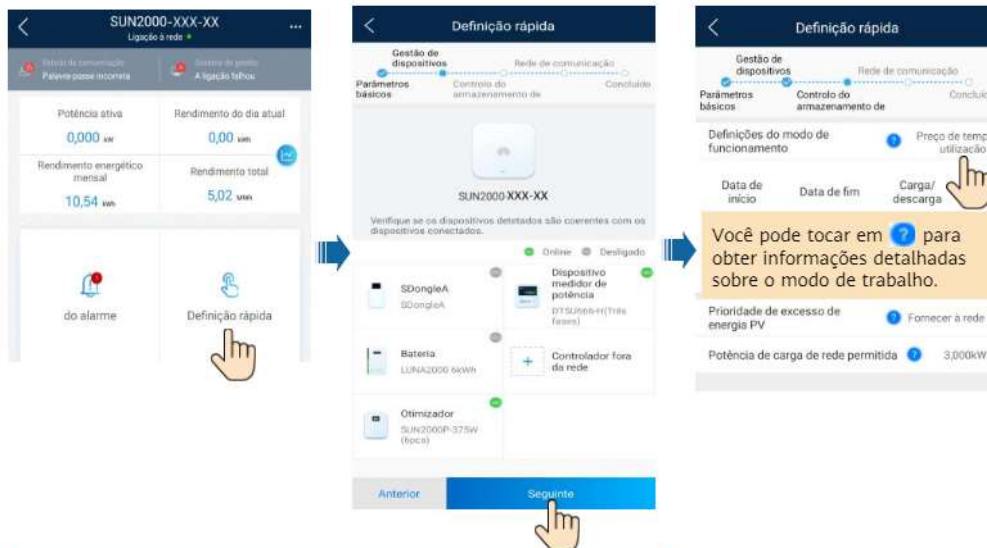 SUN2000-XXX-XX
Ligação à rede
Palavra-passe incorreta
A ligação falhou
Potência ativa
Rendimento do dia atual
0,000 kW
0,00 kWh
Rendimento energético mensal
Rendimento total
10,54 kWh
5,02 MWh
do alarme
Definição rápida
Definição rápida
Gestão de
dispositivos
Rede de comunicação
Parâmetros
básicos
Controlo do
armazenamento de
Concluído
SUN2000-XXX-XX
Verifique se os dispositivos detetados são coerentes com os
dispositivos conectados.
Online
Desligado
SDongleA
SDongleA
Dispositivo
medidor de
potência
DTSU666-H(Três
fases)
Bateria
LUNA2000 6kWh
Controlador fora
da rede
Otimizador
SUN2000P-375W
(6pcs)
Anterior
Seguinte
Definição rápida
Gestão de
dispositivos
Rede de comunicação
Parâmetros
básicos
Controlo do
armazenamento de
Concluíd
Definições do modo de
funcionamento
Preço de temp
utilização
Data de
início
Data de fim
Carga/
descarga
Você pode tocar em ? para
obter informações detalhadas
sobre o modo de trabalho.
Prioridade de excesso de
energia PV
Fornecer à rede
Potência de carga de rede permitida
3,000kW